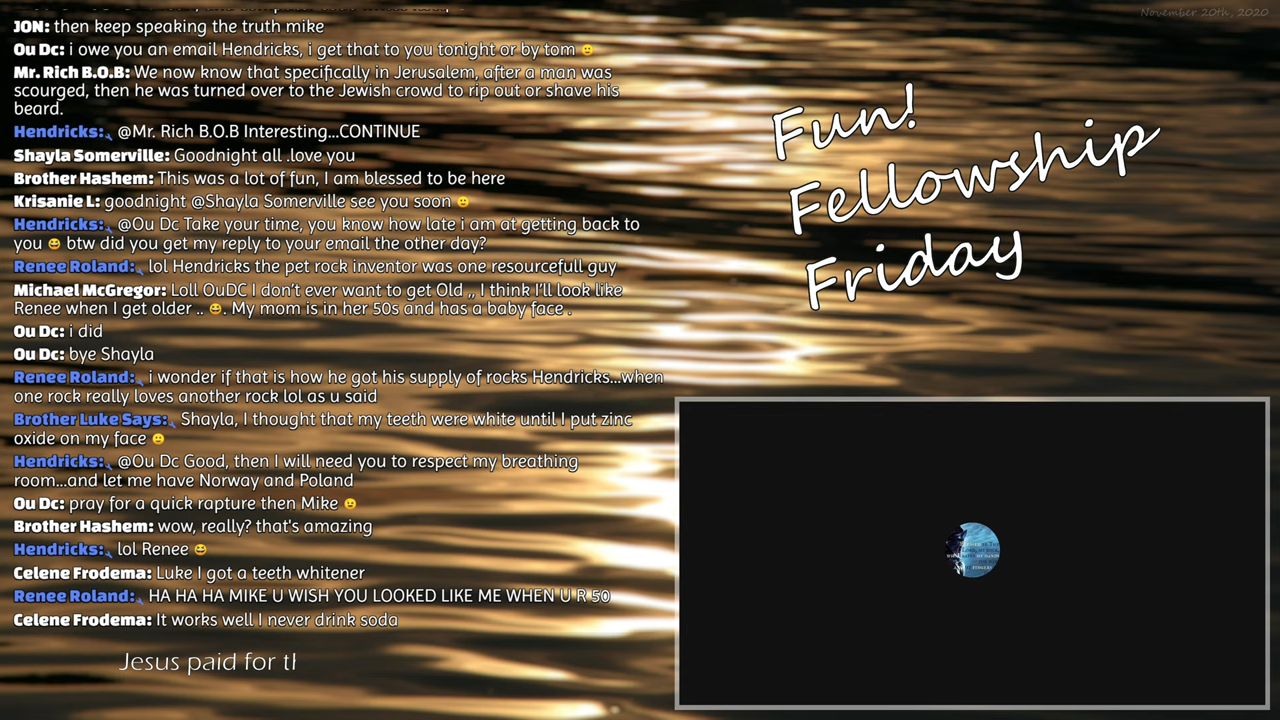 November 20th, 2020
JON: then keep speaking the truth mike
Ou Dc: i owe you an email Hendricks, i get that to you tonight or by tom 🙂
Mr. Rich B.O.B: We now know that specifically in Jerusalem, after a man was
scourged, then he was turned over to the Jewish crowd to rip out or shave his
beard.
Hendricks: @Mr. Rich B.O.B Interesting...CONTINUE
Shayla Somerville: Goodnight all .love you
Brother Hashem: This was a lot of fun, I am blessed to be here
Krisanie L: goodnight @Shayla Somerville see you soon 🙂
Hendricks: @Ou Dc Take your time, you know how late i am at getting back to
you 😂 btw did you get my reply to your email the other day?
Renee Roland: lol Hendricks the pet rock inventor was one resourcefull guy
Michael McGregor: Loll OuDC I don't ever want to get Old ,, I think I'll look like
Renee when I get older .. 😂. My mom is in her 50s and has a baby face .
Ou Dc: i did
Ou Dc: bye Shayla
Renee Roland: i wonder if that is how he got his supply of rocks Hendricks...when
one rock really loves another rock lol as u said
Brother Luke Says: Shayla, I thought that my teeth were white until I put zinc
oxide on my face 🙂
Hendricks: @Ou Dc Good, then I will need you to respect my breathing
room...and let me have Norway and Poland
Ou Dc: pray for a quick rapture then Mike 😉
Brother Hashem: wow, really? that's amazing
Hendricks: lol Renee 😂
Celene Frodema: Luke I got a teeth whitener
Renee Roland: HA HA HA MIKE U WISH YOU LOOKED LIKE ME WHEN U R 50
Celene Frodema: It works well I never drink soda
Jesus paid for th
Fun!
Fellowship
Friday